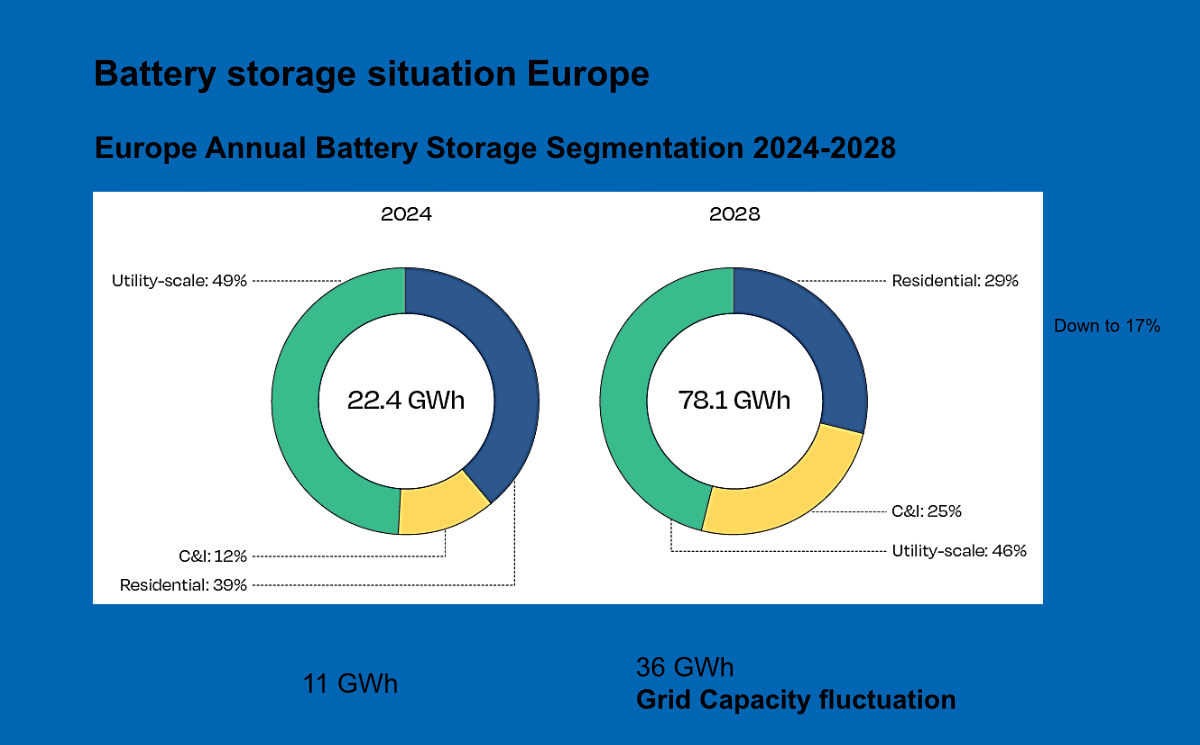 Battery storage situation Europe
Europe Annual Battery Storage Segmentation 2024-2028
2024
2028
Utility-scale: 49%
Residential: 29%
Down to 17%
22.4 GWh
78.1 GWh
C&I: 25%
C&I: 12%
Utility-scale: 46%
Residential: 39%
11 GWh
36 GWh
Grid Capacity fluctuation